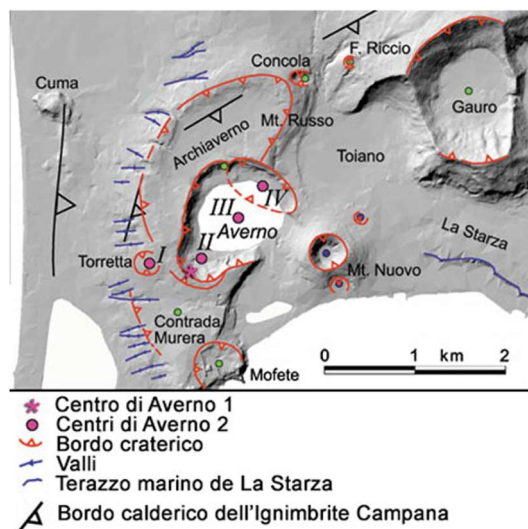 F. Riccio
Concola
Cuma
Gauro
Mt. Russo
Archiaverno
Toiano
IV
III
Averno
La Starza
I
II
Torretta
Mt. Nuovo
Contrada
Murera
0 1 2
km
Mofete
Centro di Averno 1
Centri di Averno 2
Bordo craterico
Valli
Terazzo marino de La Starza
Bordo calderico dell'Ignimbrite Campana